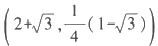 (2+√3, 1/4 (1=√3))